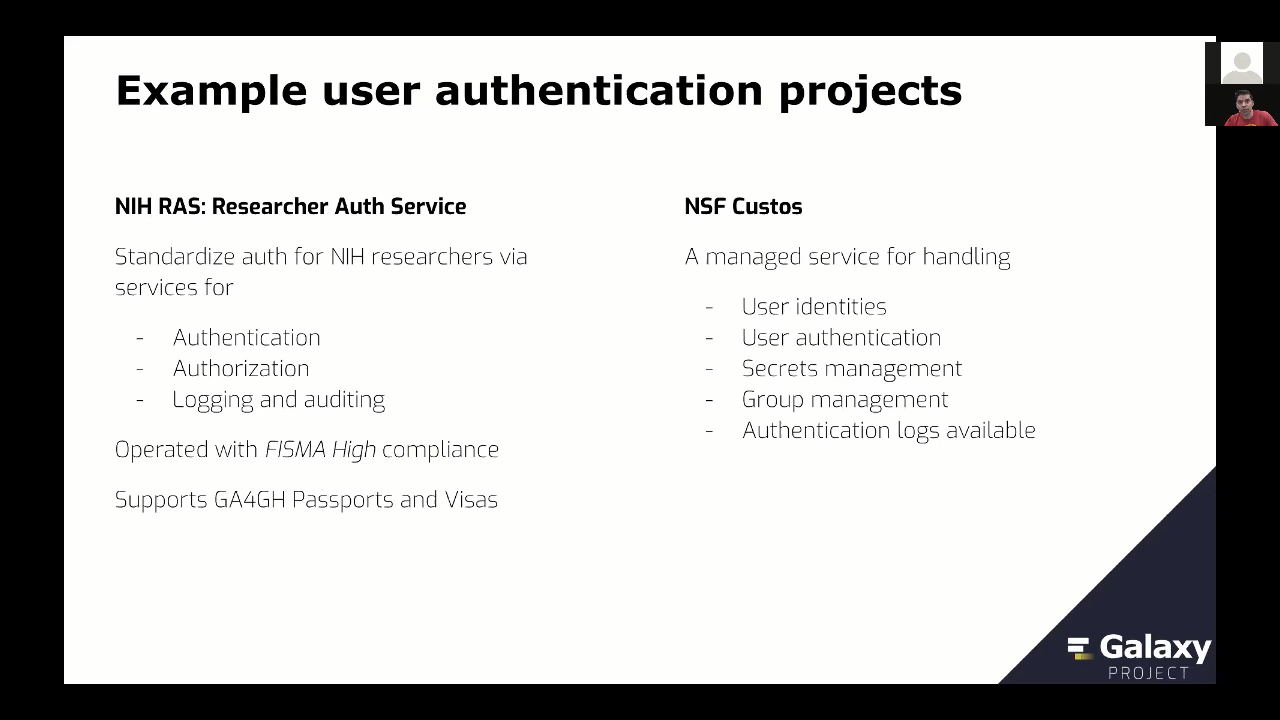 Example user authentication projects
NIH RAS: Researcher Auth Service
Standardize auth for NIH researchers via
services for
- Authentication
- Authorization
- Logging and auditing
Operated with FISMA High compliance
Supports GA4GH Passports and Visas
NSF Custos
A managed service for handling
- User identities
- User authentication
- Secrets management
- Group management
- Authentication logs available
Galaxy
PROJECT